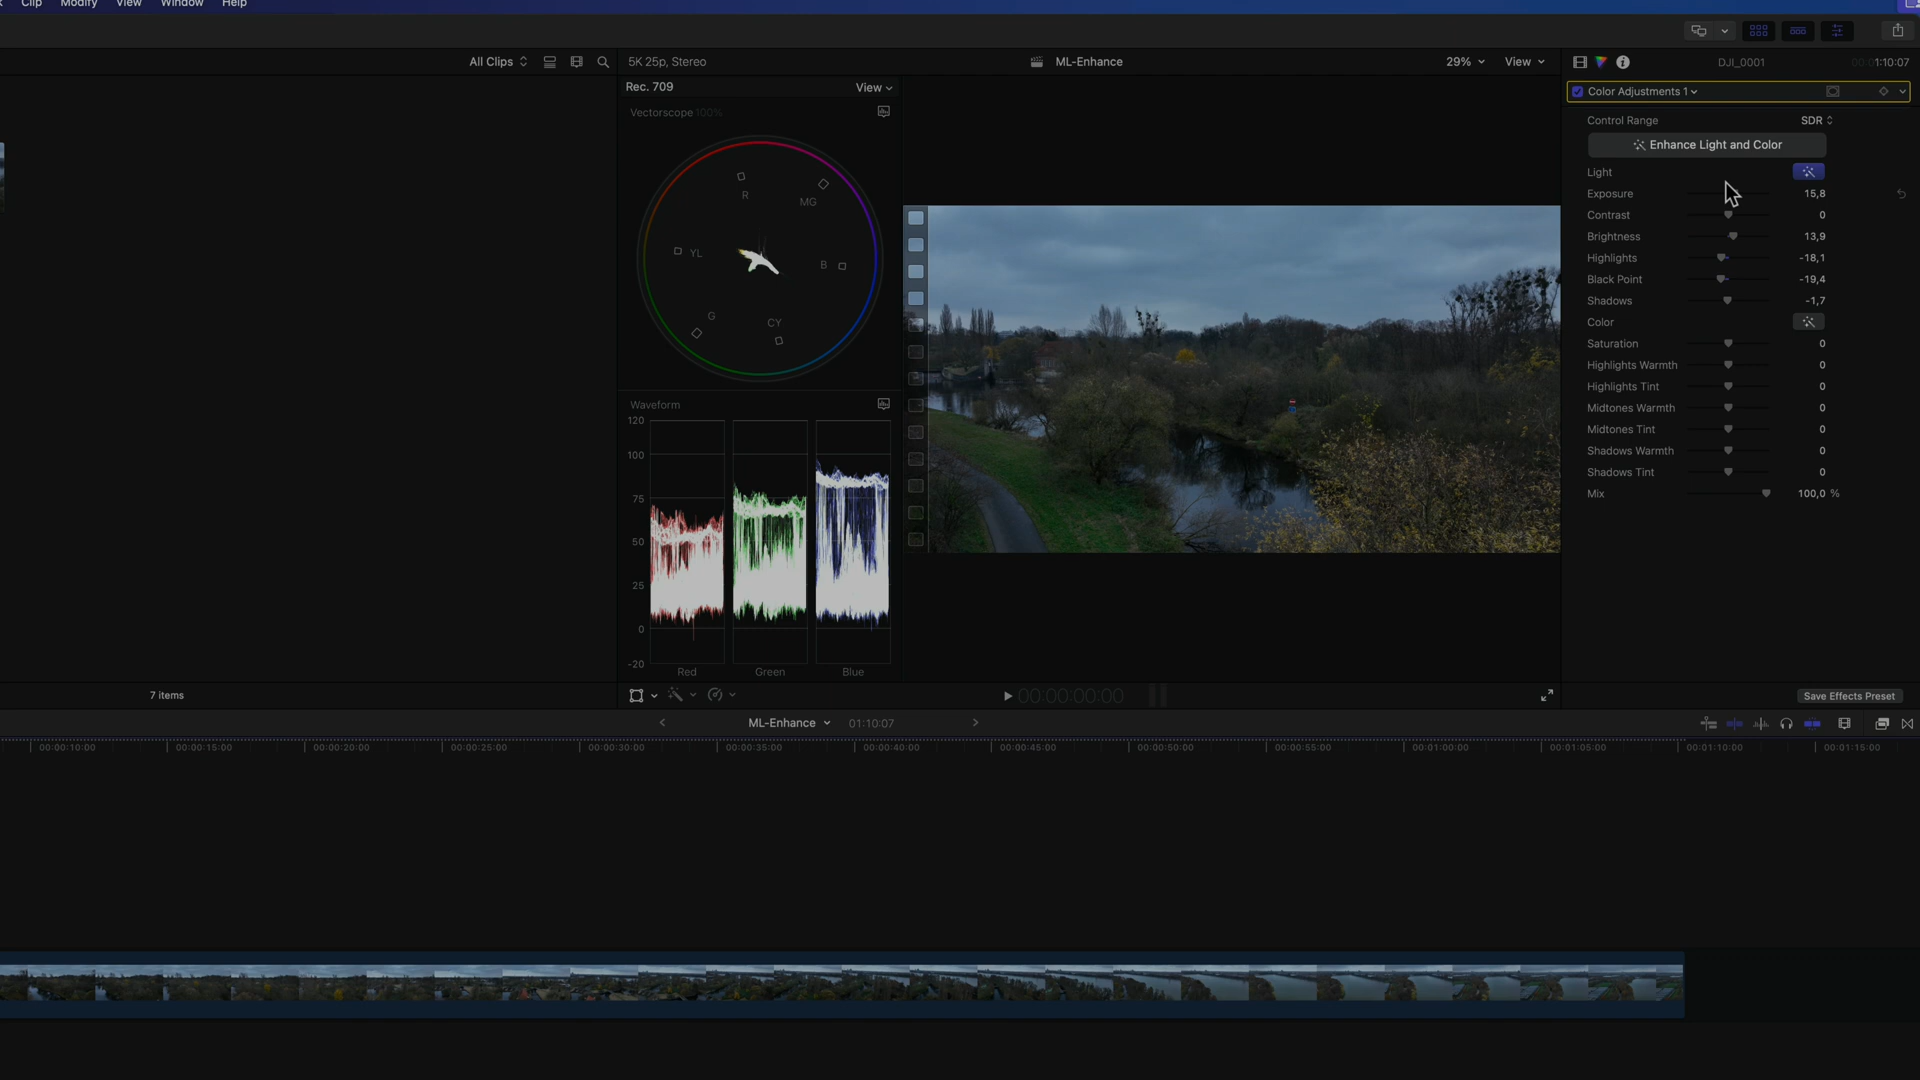 Clip Modify View Window Help
All Clips
5K 25p, Stereo
ML-Enhance
29% View
DJI_0001
00:01:10:07
Rec. 709
View
Color Adjustments 1
Vectorscope 100%
Control Range SDR
Enhance Light and Color
Light
Exposure 15,8
Contrast 0
Brightness 13,9
Highlights -18,1
Black Point -19,4
Shadows -1,7
Color
Saturation 0
Highlights Warmth 0
Highlights Tint 0
Midtones Warmth 0
Midtones Tint 0
Shadows Warmth 0
Shadows Tint 0
Mix 100,0 %
R
MG
YL
B
G
CY
Waveform
120
100
75
50
25
0
-20
Red Green Blue
7 items
00:00:00:00
Save Effects Preset
ML-Enhance 01:10:07
00:00:10:00 00:00:15:00 00:00:20:00 00:00:25:00 00:00:30:00 00:00:35:00 00:00:40:00 00:00:45:00 00:00:50:00 00:00:55:00 00:01:00:00 00:01:05:00 00:01:10:00 00:01:15:00